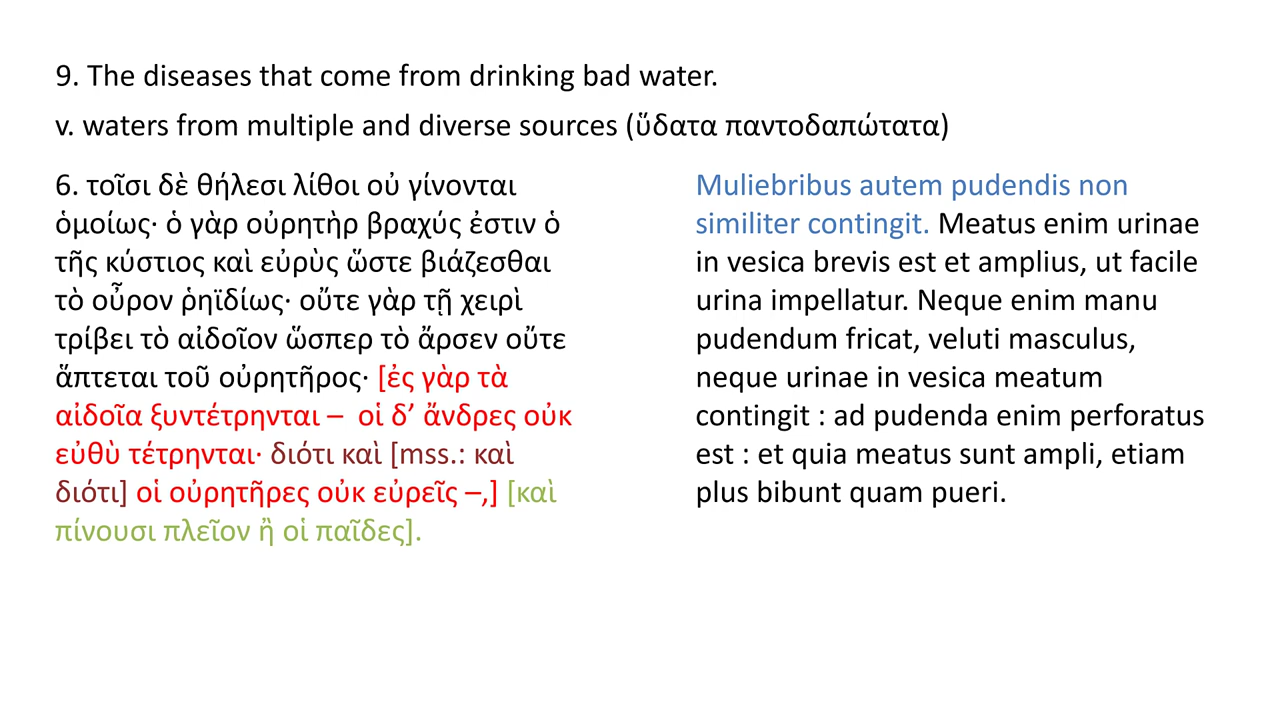 9. The diseases that come from drinking bad water.
v. waters from multiple and diverse sources (ὕδατα παντοδαπώτατα)
6. τοῖσι δὲ θήλεσι λίθοι οὐ γίνονται
ὁμοίως· ὁ γὰρ οὐρητὴρ βραχύς ἐστιν ὁ
τῆς κύστιος καὶ εὐρὺς ὥστε βιάζεσθαι
τὸ οὖρον ῥηϊδίως· οὔτε γὰρ τῇ χειρὶ
τρίβει τὸ αἰδοῖον ὥσπερ τὸ ἄρσεν οὔτε
ἅπτεται τοῦ οὐρητῆρος· [ἐς γὰρ τὰ
αἰδοῖα ξυντέτρηνται – οἱ δ’ ἄνδρες οὐκ
εὐθὺ τέτρηνται· διότι καὶ [mss.: καὶ
διότι] οἱ οὐρητῆρες οὐκ εὐρεῖς –,] [καὶ
πίνουσι πλεῖον ἢ οἱ παῖδες].
Muliebribus autem pudendis non
similiter contingit. Meatus enim urinae
in vesica brevis est et amplius, ut facile
urina impellatur. Neque enim manu
pudendum fricat, veluti masculus,
neque urinae in vesica meatum
contingit : ad pudenda enim perforatus
est : et quia meatus sunt ampli, etiam
plus bibunt quam pueri.